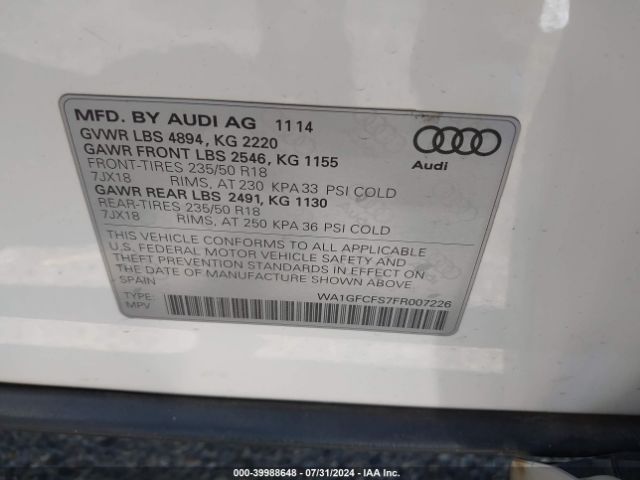 MFD. BY AUDI AG 11 14
GVWR LBS 4894, KG 2220
GAWR FRONT LBS 2546, KG 1155
FRONT-TIRES 235/50 R18
7JX18 RIMS, AT 230 KPA 33 PSI COLD
GAWR REAR LBS 2491, KG 1130
REAR-TIRES 235/50 R18
7JX18 RIMS, AT 250 KPA 36 PSI COLD
THIS VEHICLE CONFORMS TO ALL APPLICABLE
U.S. FEDERAL MOTOR VEHICLE SAFETY AND
THEFT PREVENTION STANDARDS IN EFFECT ON
THE DATE OF MANUFACTURE SHOWN ABOVE.
SPAIN
TYPE:
MPV
WA1GFCFS7FR007226
Audi
000-39988648 - 07/31/2024 - IAA Inc.